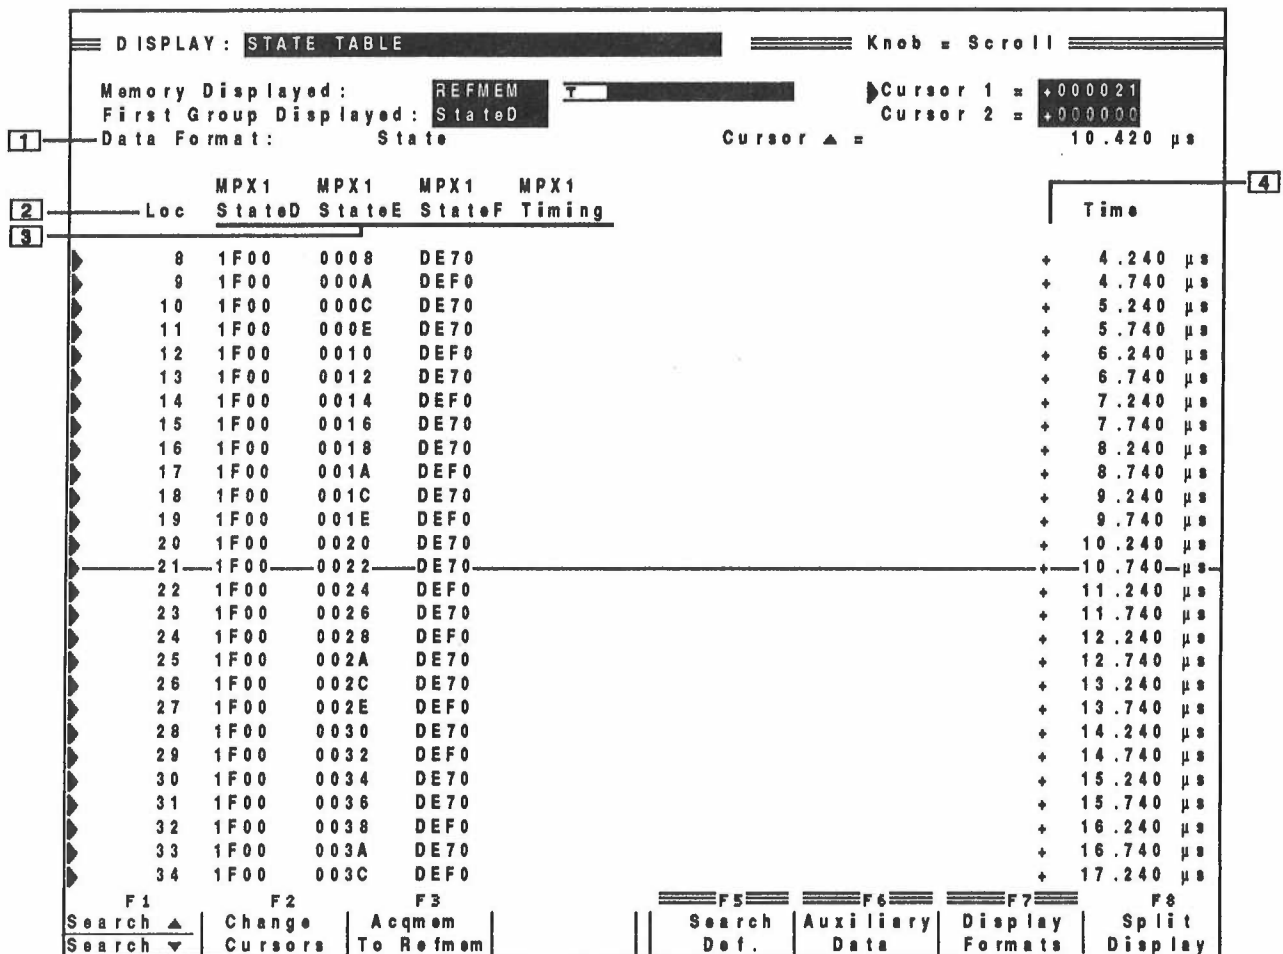 DISPLAY: STATE TABLE Knob = Scroll
Memory Displayed: REFMEM T Cursor 1 = +000021
First Group Displayed: StateD Cursor 2 = +000000
1 Data Format: State Cursor ▲ = 10.420 µs
MPX1 MPX1 MPX1 MPX1 4
2 Loc StateD StateE StateF Timing Time
3
8 1F00 0008 DE70 + 4.240 µs
9 1F00 000A DEF0 + 4.740 µs
10 1F00 000C DE70 + 5.240 µs
11 1F00 000E DE70 + 5.740 µs
12 1F00 0010 DEF0 + 6.240 µs
13 1F00 0012 DE70 + 6.740 µs
14 1F00 0014 DEF0 + 7.240 µs
15 1F00 0016 DE70 + 7.740 µs
16 1F00 0018 DE70 + 8.240 µs
17 1F00 001A DEF0 + 8.740 µs
18 1F00 001C DE70 + 9.240 µs
19 1F00 001E DEF0 + 9.740 µs
20 1F00 0020 DE70 + 10.240 µs
21 1F00 0022 DE70 + 10.740 µs
22 1F00 0024 DEF0 + 11.240 µs
23 1F00 0026 DE70 + 11.740 µs
24 1F00 0028 DEF0 + 12.240 µs
25 1F00 002A DE70 + 12.740 µs
26 1F00 002C DE70 + 13.240 µs
27 1F00 002E DEF0 + 13.740 µs
28 1F00 0030 DE70 + 14.240 µs
29 1F00 0032 DEF0 + 14.740 µs
30 1F00 0034 DE70 + 15.240 µs
31 1F00 0036 DE70 + 15.740 µs
32 1F00 0038 DEF0 + 16.240 µs
33 1F00 003A DE70 + 16.740 µs
34 1F00 003C DEF0 + 17.240 µs
F1 F2 F3 F5 F6 F7 F8
Search ▲ Change Acqmem Search Auxiliary Display Split
Search ▼ Cursors To Refmem Def. Data Formats Display